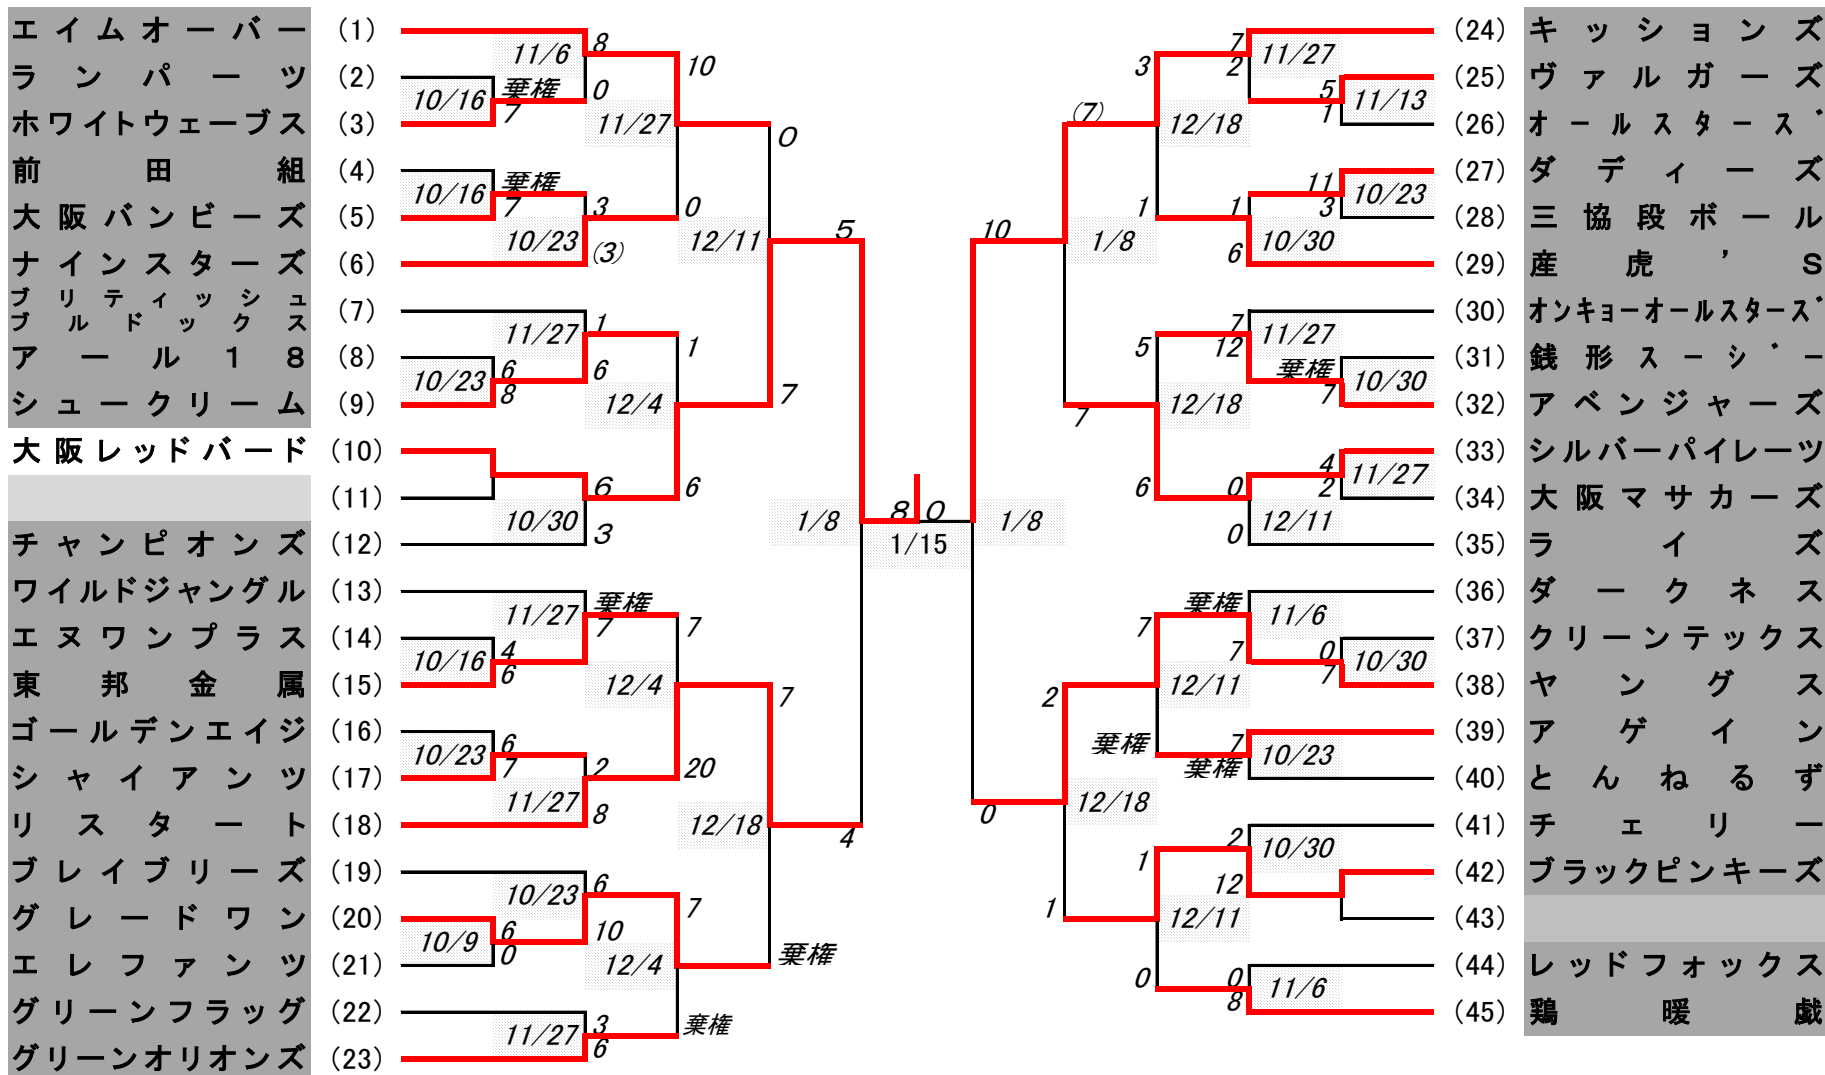 エイムオーバー (1)
ランパーツ (2)
ホワイトウェーブス (3)
前田組 (4)
大阪バンビーズ (5)
ナインスターズ (6)
ブリティッシュ
ブルドックス (7)
アール１８ (8)
シュークリーム (9)
大阪レッドバード (10)
(11)
チャンピオンズ (12)
ワイルドジャングル (13)
エヌワンプラス (14)
東邦金属 (15)
ゴールデンエイジ (16)
シャイアンツ (17)
リスタート (18)
ブレイブリーズ (19)
グレードワン (20)
エレファンツ (21)
グリーンフラッグ (22)
グリーンオリオンズ (23)
11/6
8
0
10/16
棄権
7
10
11/27
0
10/16
棄権
7
3
10/23
(3)
0
12/11
5
11/27
1
6
10/23
6
8
1
12/4
7
6
10/30
3
6
1/8
11/27
棄権
7
10/16
4
6
7
12/4
7
10/23
6
7
2
11/27
8
20
12/18
4
10/23
6
10
10/9
6
0
7
12/4
棄権
11/27
3
6
棄権
8 0
1/15
(24) キッションズ
(25) ヴァルガーズ
(26) オールスターズ
(27) ダディーズ
(28) 三協段ボール
(29) 産虎’Ｓ
(30) オンキョーオールスターズ
(31) 銭形スージー
(32) アベンジャーズ
(33) シルバーパイレーツ
(34) 大阪マサカーズ
(35) ライズ
(36) ダークネス
(37) クリーンテックス
(38) ヤングス
(39) アゲイン
(40) とんねるず
(41) チェリー
(42) ブラックピンキーズ
(43)
(44) レッドフォックス
(45) 鶏暖戯
7
2
11/27
5
1
11/13
3
12/18
(7)
11
3
10/23
1
6
10/30
1
1/8
10
7
12
11/27
棄権
7
10/30
5
12/18
7
4
2
11/27
0
0
12/11
6
1/8
棄権
7
11/6
0
7
10/30
7
12/11
2
7
棄権
10/23
棄権
12/18
0
2
12
10/30
1
12/11
1
0
8
11/6
0